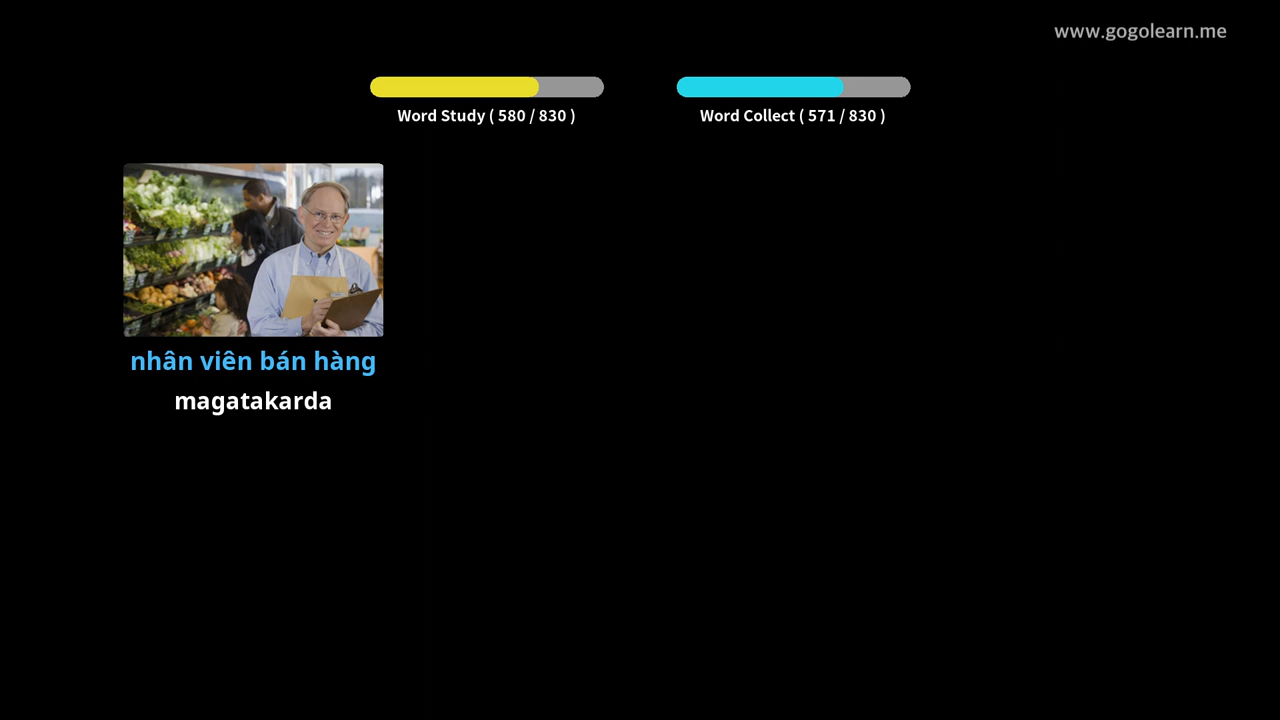 www.gogolearn.me
Word Study ( 580 / 830 )
Word Collect ( 571 / 830 )
nhân viên bán hàng
magatakarda